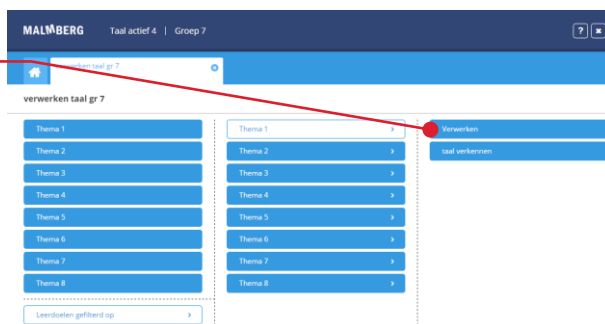 MALMBERG Taal actief 4 | Groep 7 ? x
verwerken taal gr 7
verwerken taal gr 7
Thema 1
Thema 2
Thema 3
Thema 4
Thema 5
Thema 6
Thema 7
Thema 8
Leerdoelen gefilterd op
Thema 1
Thema 2
Thema 3
Thema 4
Thema 5
Thema 6
Thema 7
Thema 8
Verwerken
taal verkennen